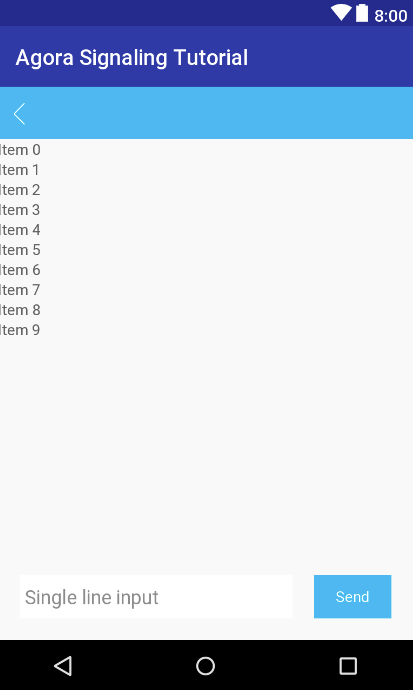 8:00
Agora Signaling Tutorial
Item 0
Item 1
Item 2
Item 3
Item 4
Item 5
Item 6
Item 7
Item 8
Item 9
Single line input
Send